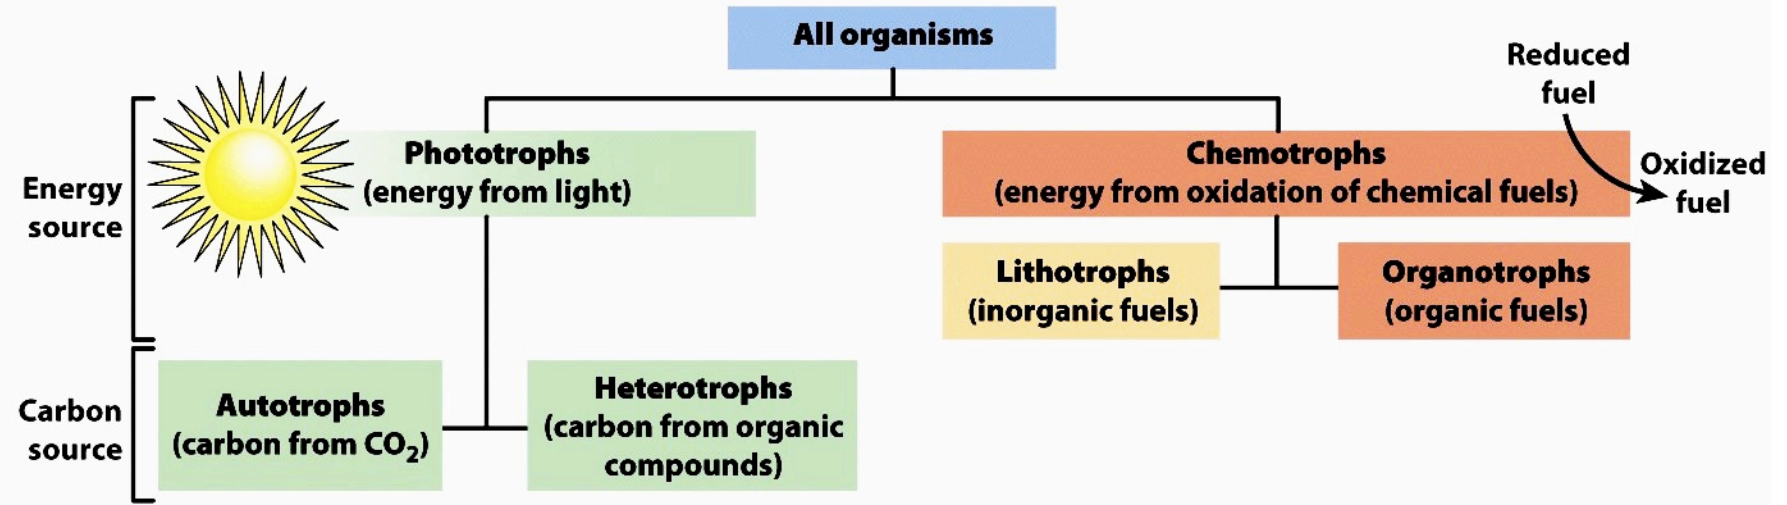 All organisms
Reduced
fuel
Oxidized
fuel
Energy
source
Phototrophs
(energy from light)
Chemotrophs
(energy from oxidation of chemical fuels)
Lithotrophs
(inorganic fuels)
Organotrophs
(organic fuels)
Carbon
source
Autotrophs
(carbon from CO₂)
Heterotrophs
(carbon from organic
compounds)